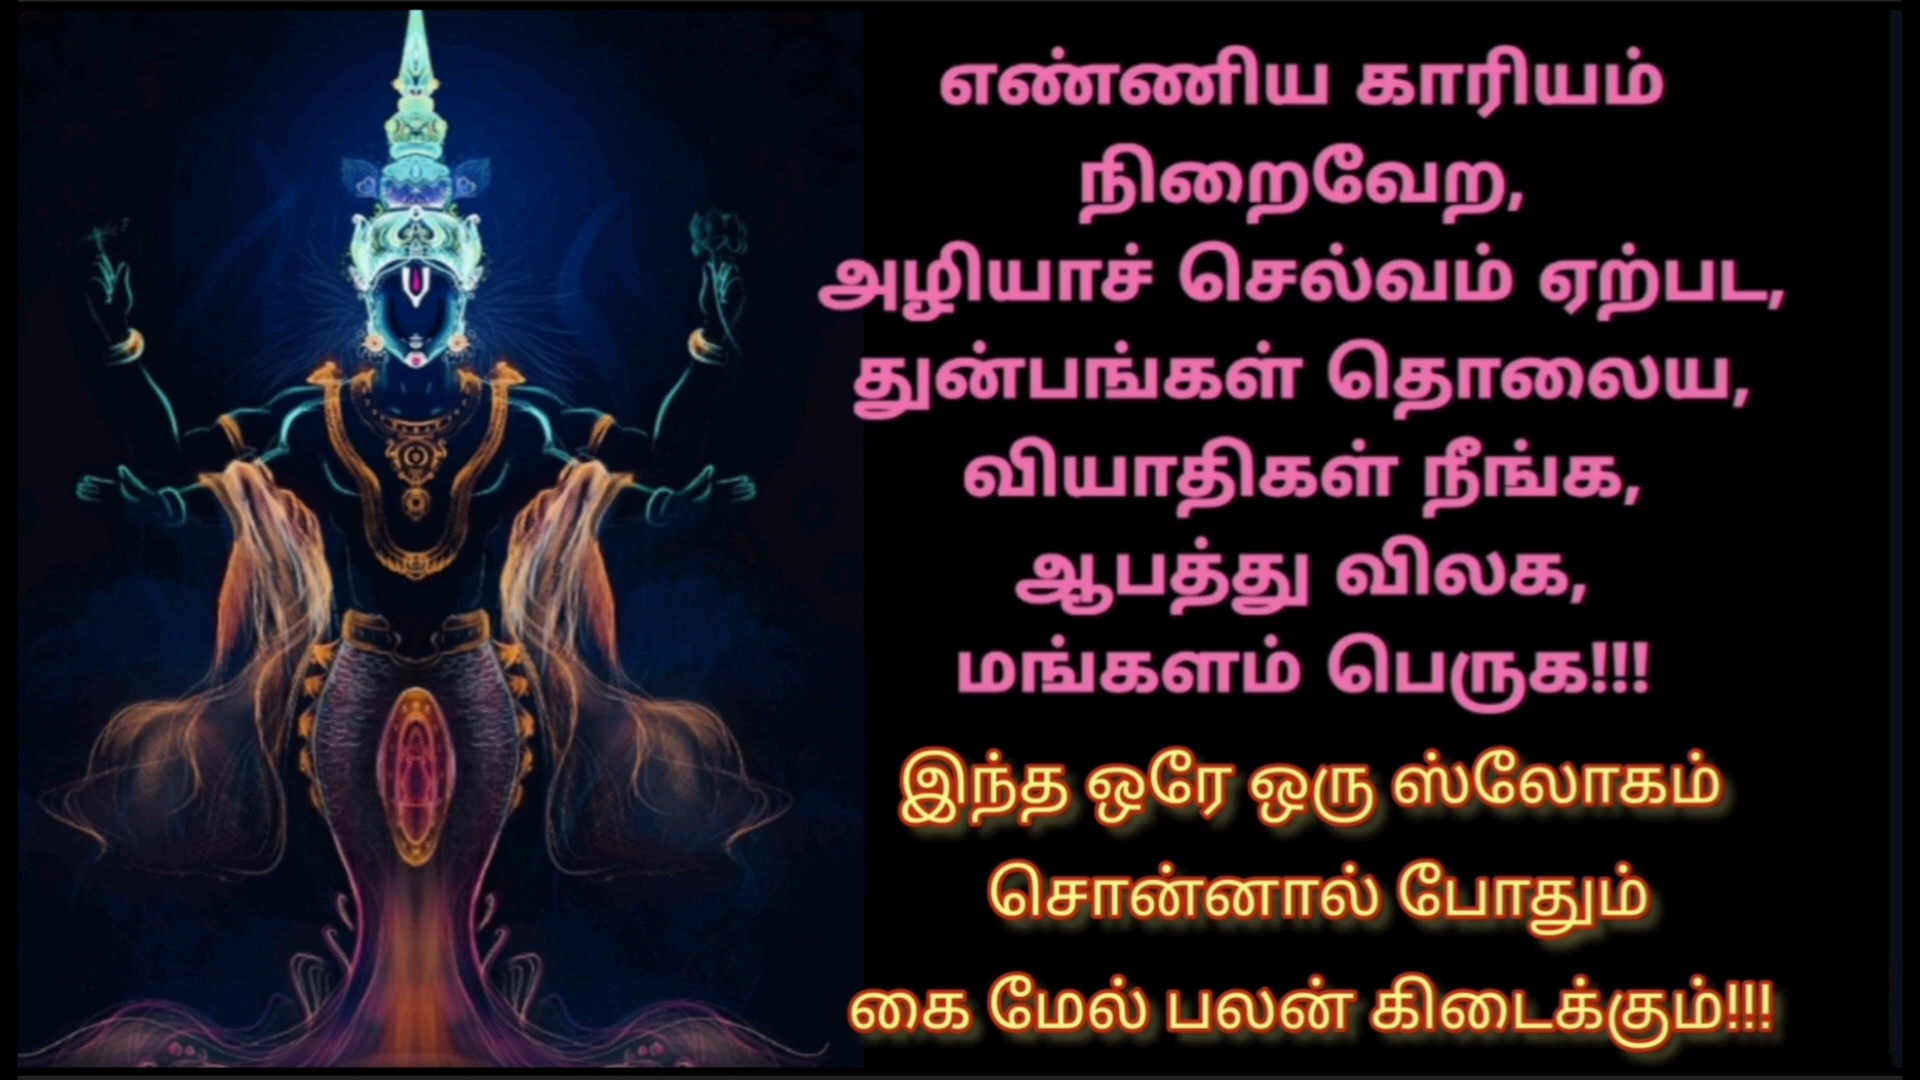 எண்ணிய காரியம்
நிறைவேற,
அழியாச் செல்வம் ஏற்பட,
துன்பங்கள் தொலைய,
வியாதிகள் நீங்க,
ஆபத்து விலக,
மங்களம் பெருக!!!
இந்த ஒரே ஒரு ஸ்லோகம்
சொன்னால் போதும்
கை மேல் பலன் கிடைக்கும்!!!